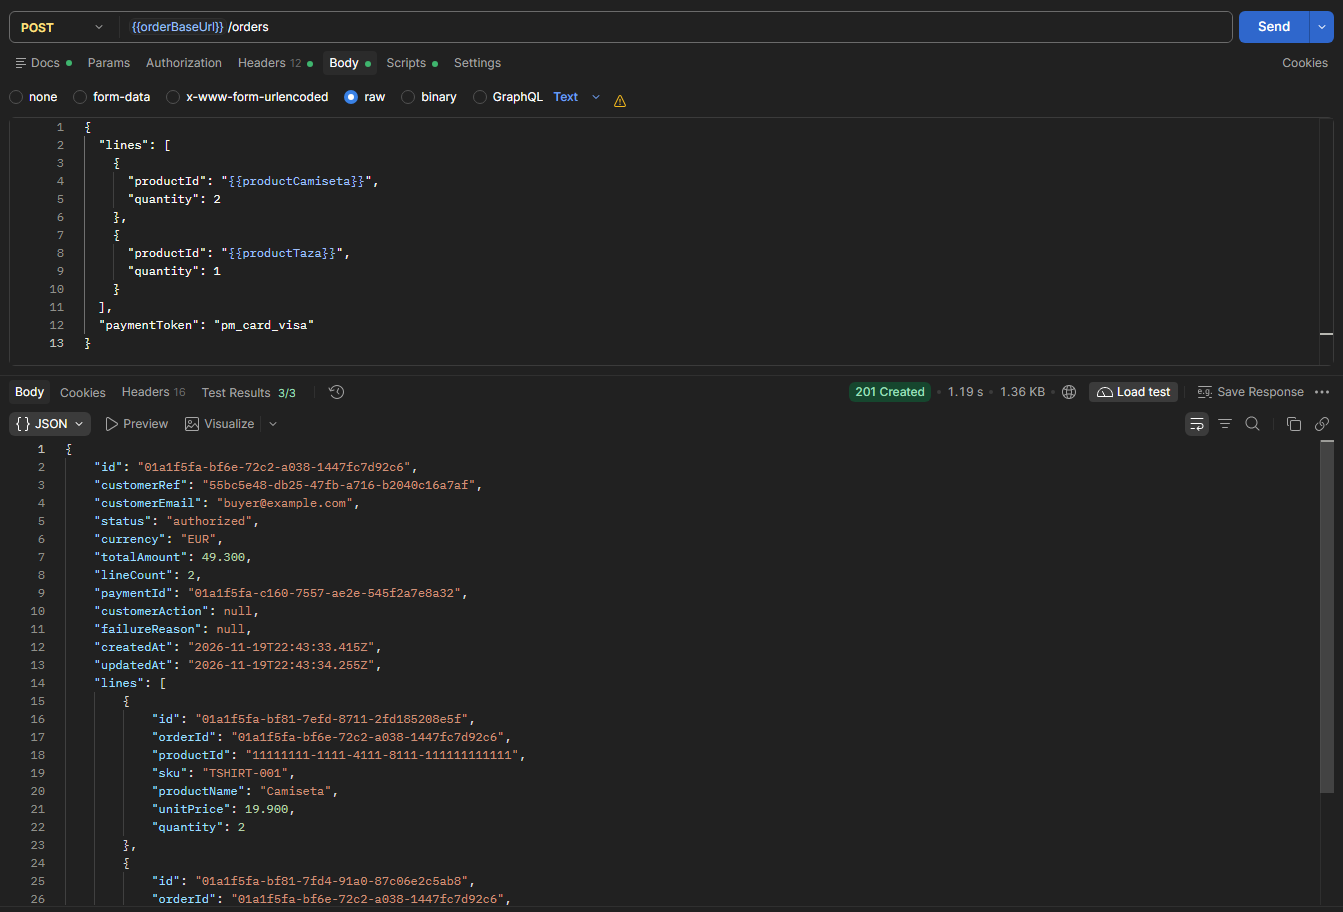 POST {{orderBaseUrl}} /orders Send
Docs Params Authorization Headers 12 Body Scripts Settings Cookies
none form-data x-www-form-urlencoded raw binary GraphQL Text
1 {
2 "lines": [
3 {
4 "productId": "{{productCamiseta}}",
5 "quantity": 2
6 },
7 {
8 "productId": "{{productTaza}}",
9 "quantity": 1
10 }
11 ],
12 "paymentToken": "pm_card_visa"
13 }
Body Cookies Headers 16 Test Results 3/3 201 Created • 1.19 s • 1.36 KB Load test e.g. Save Response
{} JSON Preview Visualize
1 {
2 "id": "01a1f5fa-bf6e-72c2-a038-1447fc7d92c6",
3 "customerRef": "55bc5e48-db25-47fb-a716-b2040c16a7af",
4 "customerEmail": "buyer@example.com",
5 "status": "authorized",
6 "currency": "EUR",
7 "totalAmount": 49.300,
8 "lineCount": 2,
9 "paymentId": "01a1f5fa-c160-7557-ae2e-545f2a7e8a32",
10 "customerAction": null,
11 "failureReason": null,
12 "createdAt": "2026-11-19T22:43:33.415Z",
13 "updatedAt": "2026-11-19T22:43:34.255Z",
14 "lines": [
15 {
16 "id": "01a1f5fa-bf81-7efd-8711-2fd185208e5f",
17 "orderId": "01a1f5fa-bf6e-72c2-a038-1447fc7d92c6",
18 "productId": "11111111-1111-4111-8111-111111111111",
19 "sku": "TSHIRT-001",
20 "productName": "Camiseta",
21 "unitPrice": 19.900,
22 "quantity": 2
23 },
24 {
25 "id": "01a1f5fa-bf81-7fd4-91a0-87c06e2c5ab8",
26 "orderId": "01a1f5fa-bf6e-72c2-a038-1447fc7d92c6",